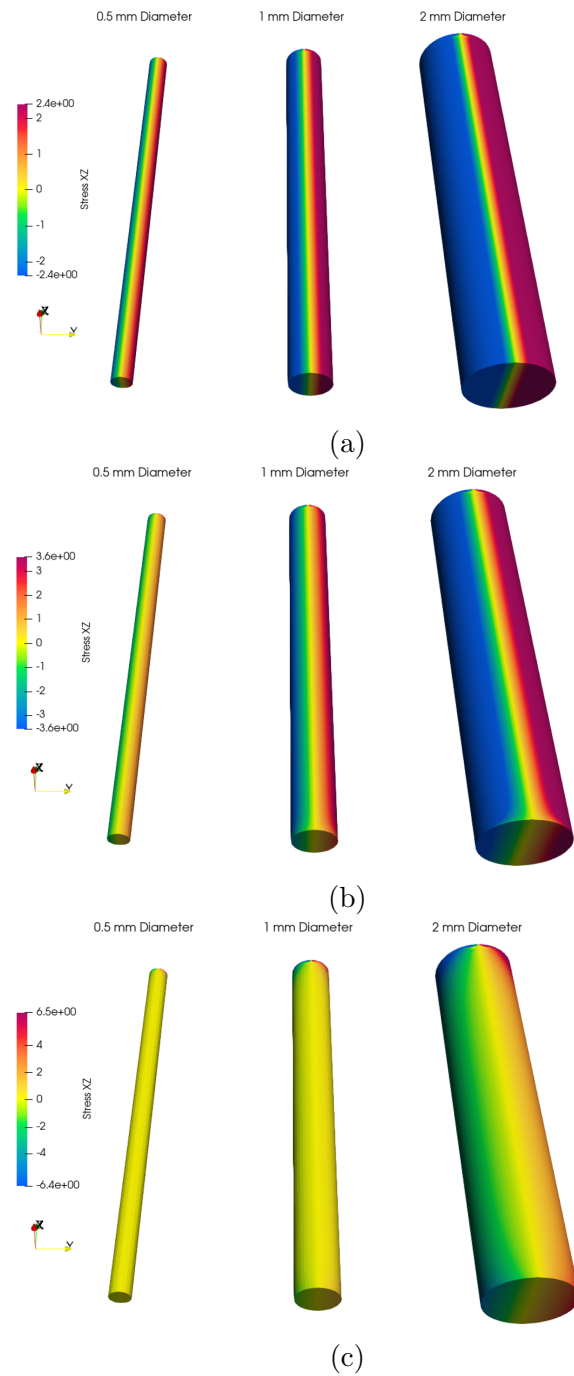 0.5 mm Diameter 1 mm Diameter 2 mm Diameter
2.4e+00
2
1
0
-1
-2
-2.4e+00
Stress XZ
X
Z
Y
(a)
0.5 mm Diameter 1 mm Diameter 2 mm Diameter
3.6e+00
3
2
1
0
-1
-2
-3
-3.6e+00
Stress XZ
X
Z
Y
(b)
0.5 mm Diameter 1 mm Diameter 2 mm Diameter
6.5e+00
4
2
0
-2
-4
-6.4e+00
Stress XZ
X
Z
Y
(c)